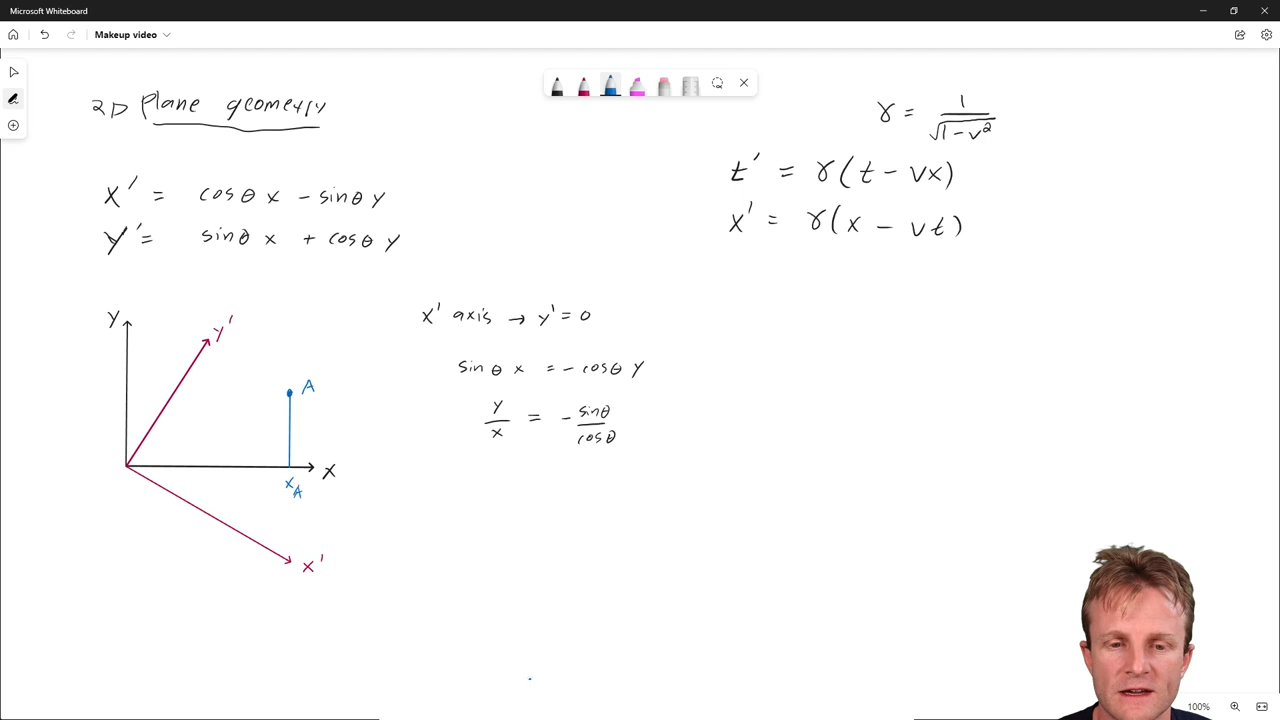 Microsoft Whiteboard
Makeup video
2D Plane geometry
x' = cosθ x − sinθ y
y' = sinθ x + cosθ y
γ = 1/√(1−v²)
t' = γ(t − vx)
x' = γ(x − vt)
Y
Y'
A
X
x_A
x'
x' axis → y' = 0
sinθ x = −cosθ y
y/x = − sinθ/cosθ
100%